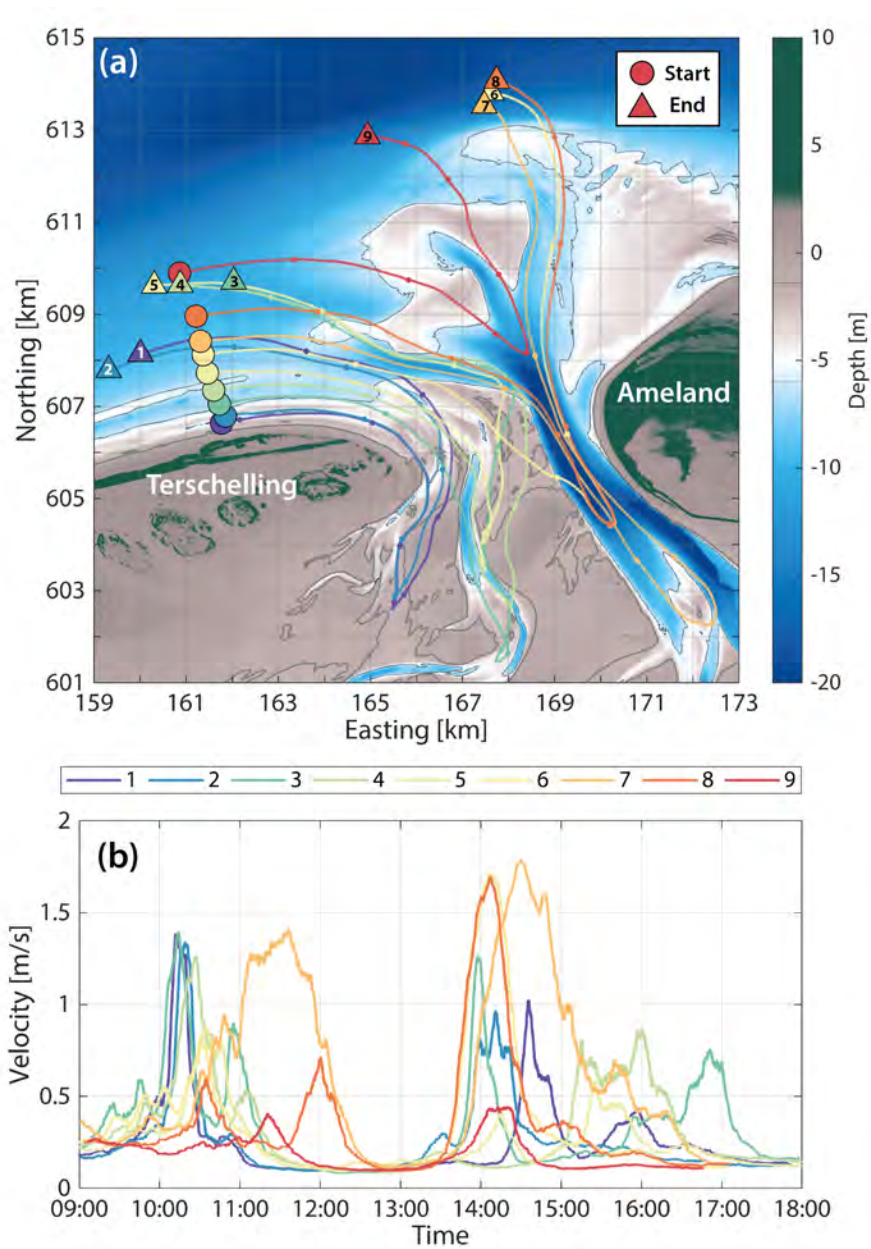 615
613
611
609
607
605
603
601
Northing [km]
(a)
Start
End
8
6
7
9
5
4
3
1
2
Ameland
Terschelling
159
161
163
165
167
169
171
173
Easting [km]
10
5
0
-5
-10
-15
-20
Depth [m]
1 2 3 4 5 6 7 8 9
2
1.5
1
0.5
0
Velocity [m/s]
(b)
09:00 10:00 11:00 12:00 13:00 14:00 15:00 16:00 17:00 18:00
Time